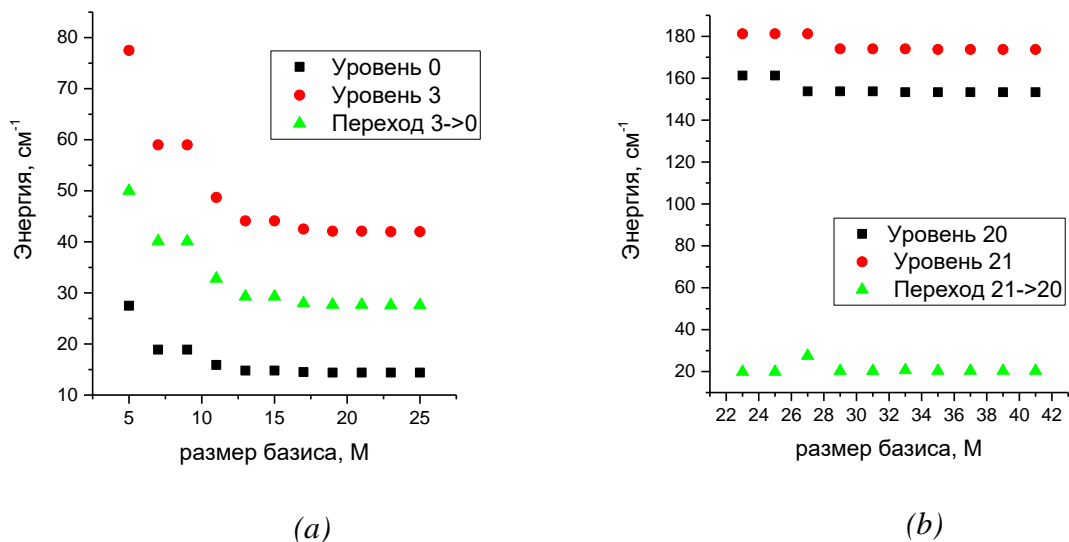 80
70
60
50
40
30
20
10
5
10
15
20
25
Энергия, см-1
размер базиса, M
Уровень 0
Уровень 3
Переход 3->0
(a)
180
160
140
120
100
80
60
40
20
22 24 26 28 30 32 34 36 38 40 42
Энергия, см-1
размер базиса, M
Уровень 20
Уровень 21
Переход 21->20
(b)